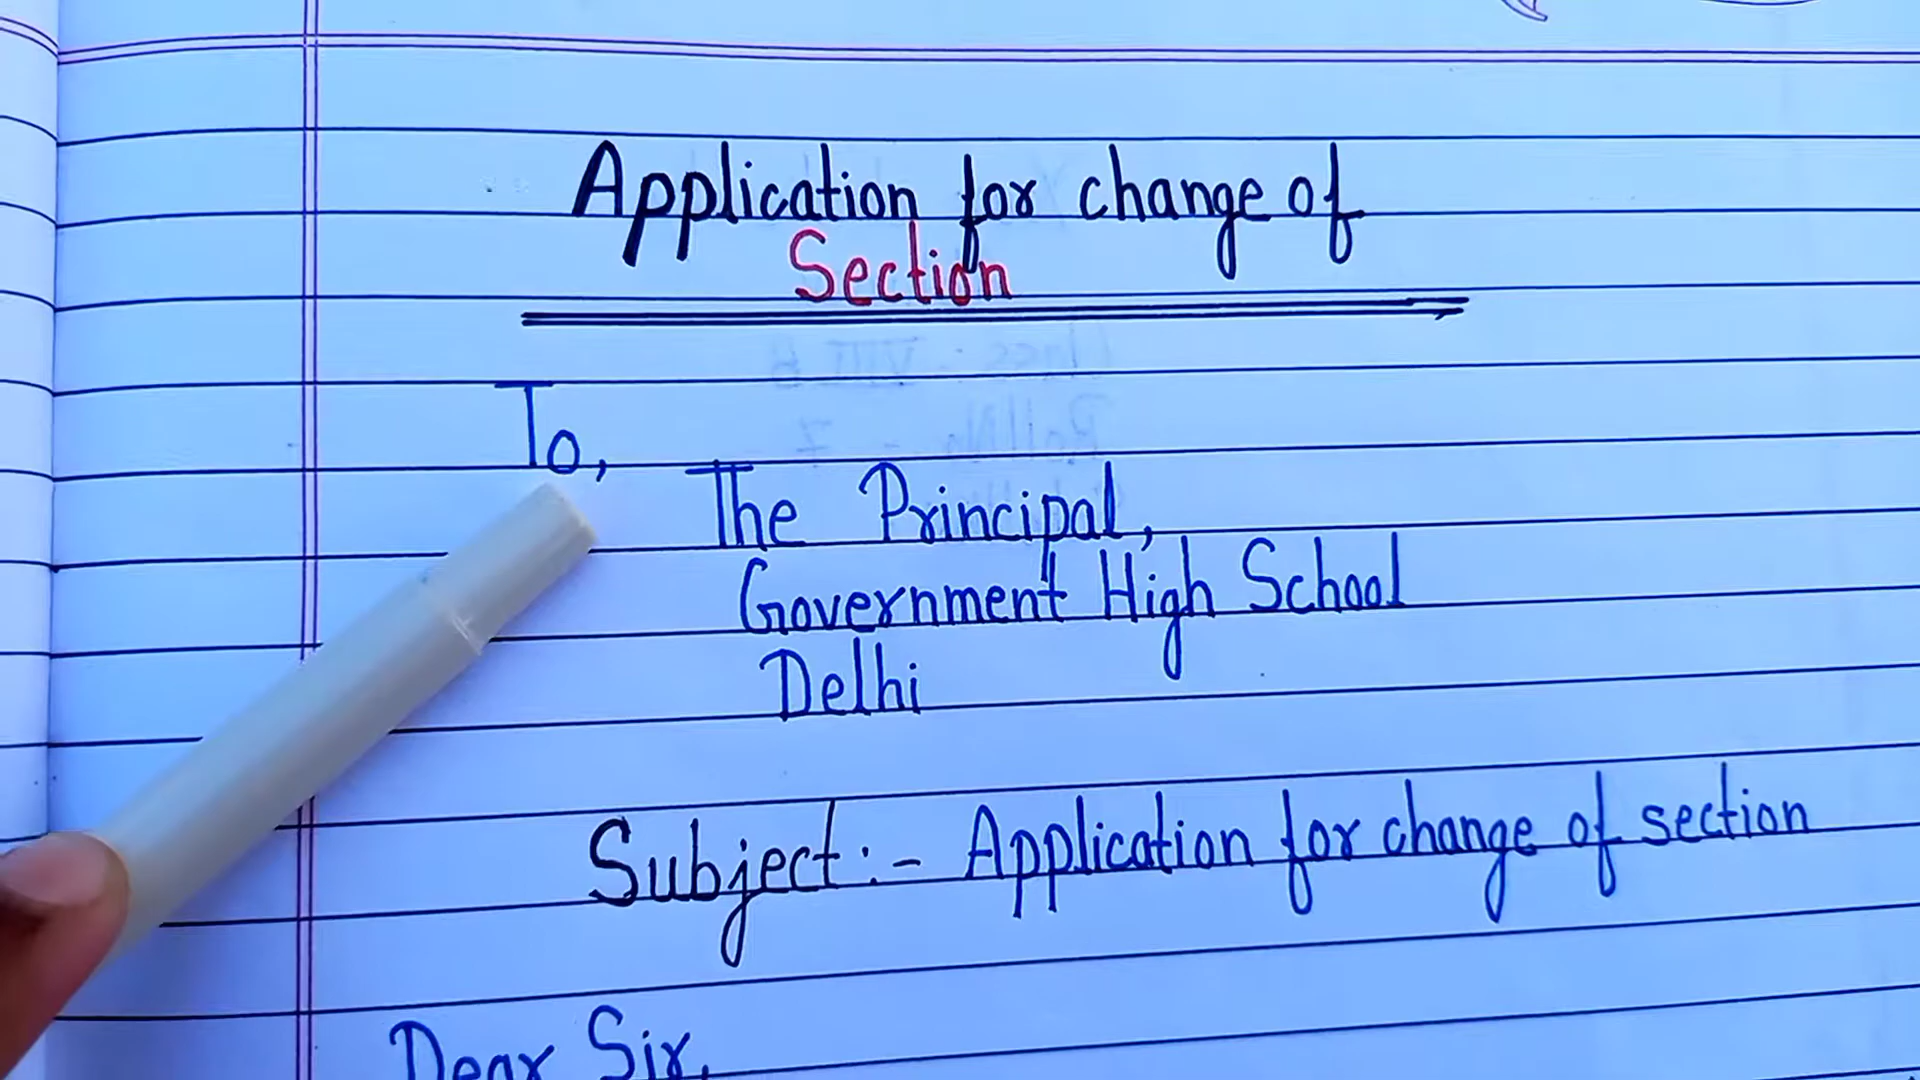 Application for change of
Section
To,
The Principal,
Government High School
Delhi
Subject:- Application for change of section
Dear Sir,